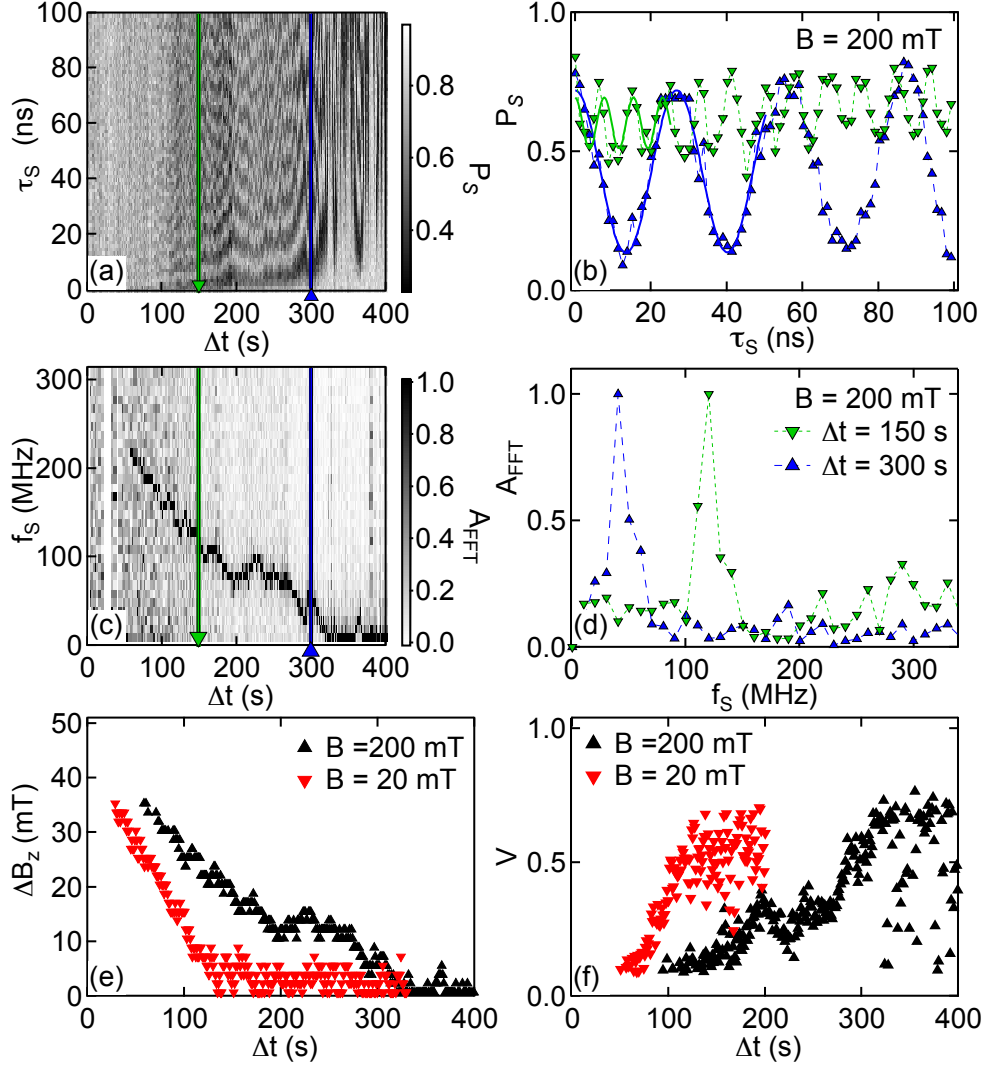 100
80
60
40
20
0
τS (ns)
(a)
0 100 200 300 400
Δt (s)
0.8
0.6
0.4
PS
1.0
0.5
0.0
PS
B = 200 mT
(b)
0 20 40 60 80 100
τS (ns)
300
200
100
0
fS (MHz)
(c)
0 100 200 300 400
Δt (s)
1.0
0.8
0.6
0.4
0.2
0.0
AFFT
1.0
0.5
0.0
AFFT
B = 200 mT
Δt = 150 s
Δt = 300 s
(d)
100 200 300
fS (MHz)
50
40
30
20
10
0
ΔBz (mT)
B =200 mT
B = 20 mT
(e)
0 100 200 300 400
Δt (s)
1.0
0.5
0.0
V
B =200 mT
B = 20 mT
(f)
0 100 200 300 400
Δt (s)